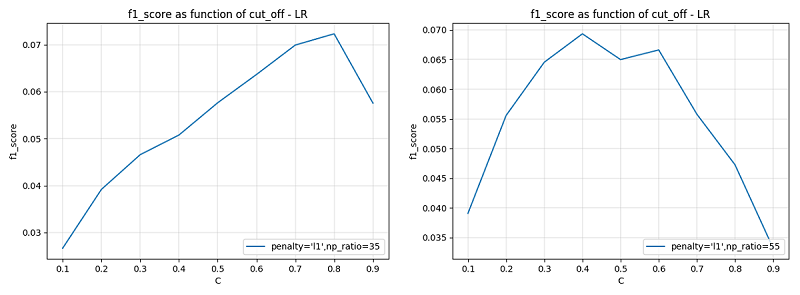 f1_score as function of cut_off - LR
f1_score
0.07
0.06
0.05
0.04
0.03
0.1 0.2 0.3 0.4 0.5 0.6 0.7 0.8 0.9
C
penalty='l1',np_ratio=35
f1_score as function of cut_off - LR
f1_score
0.070
0.065
0.060
0.055
0.050
0.045
0.040
0.035
0.1 0.2 0.3 0.4 0.5 0.6 0.7 0.8 0.9
C
penalty='l1',np_ratio=55